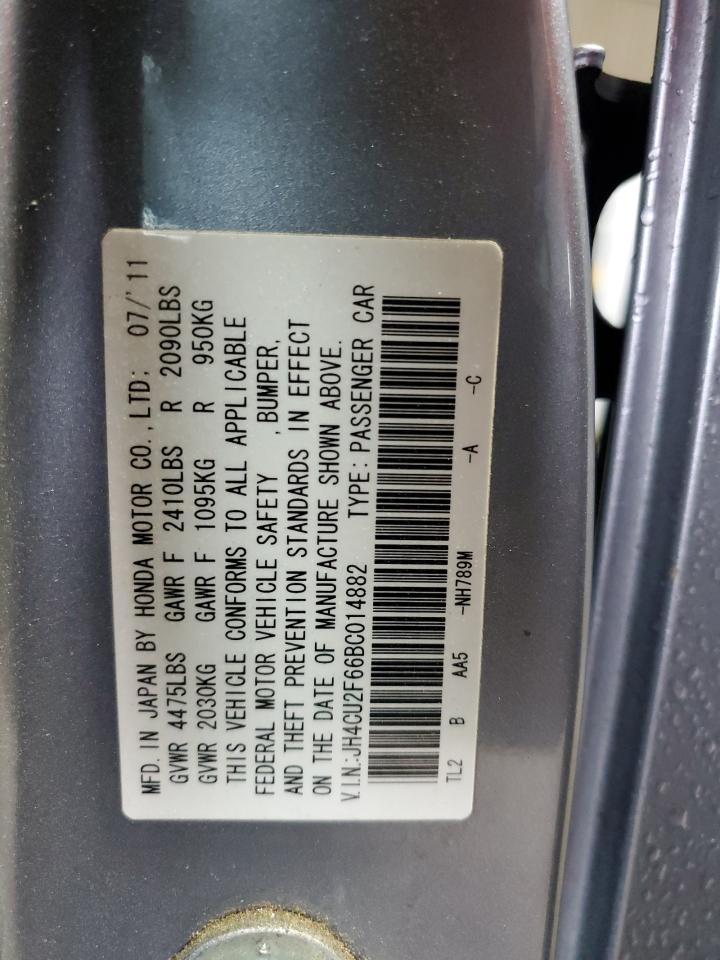 MFD. IN JAPAN BY HONDA MOTOR CO., LTD: 07/'11
GVWR 4475LBS GAWR F 2410LBS R 2090LBS
GVWR 2030KG GAWR F 1095KG R 950KG
THIS VEHICLE CONFORMS TO ALL APPLICABLE
FEDERAL MOTOR VEHICLE SAFETY , BUMPER,
AND THEFT PREVENTION STANDARDS IN EFFECT
ON THE DATE OF MANUFACTURE SHOWN ABOVE.
V.I.N.:JH4CU2F66BC014882 TYPE: PASSENGER CAR
TL2 B AA5 -NH789M -A -C